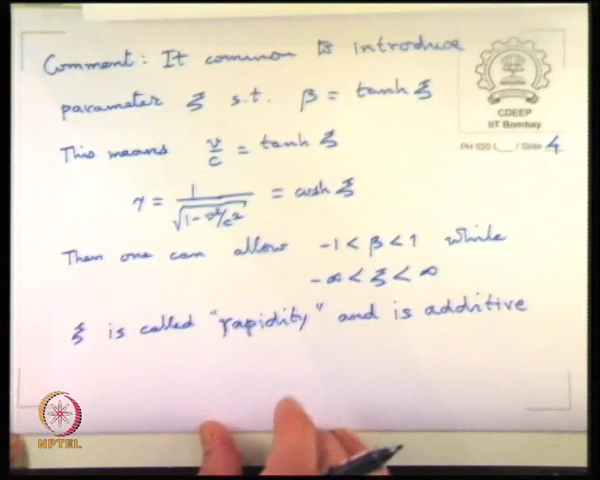 Comment: It common to introduce
parameter ξ s.t. β = tanh ξ
This means v/c = tanh ξ
γ = 1/√(1 - v²/c²) = cosh ξ
Then one can allow -1 < β < 1 while
-∞ < ξ < ∞
ξ is called "rapidity" and is additive
CDEEP
IIT Bombay
PH 520 L___ / Slide 4
NPTEL